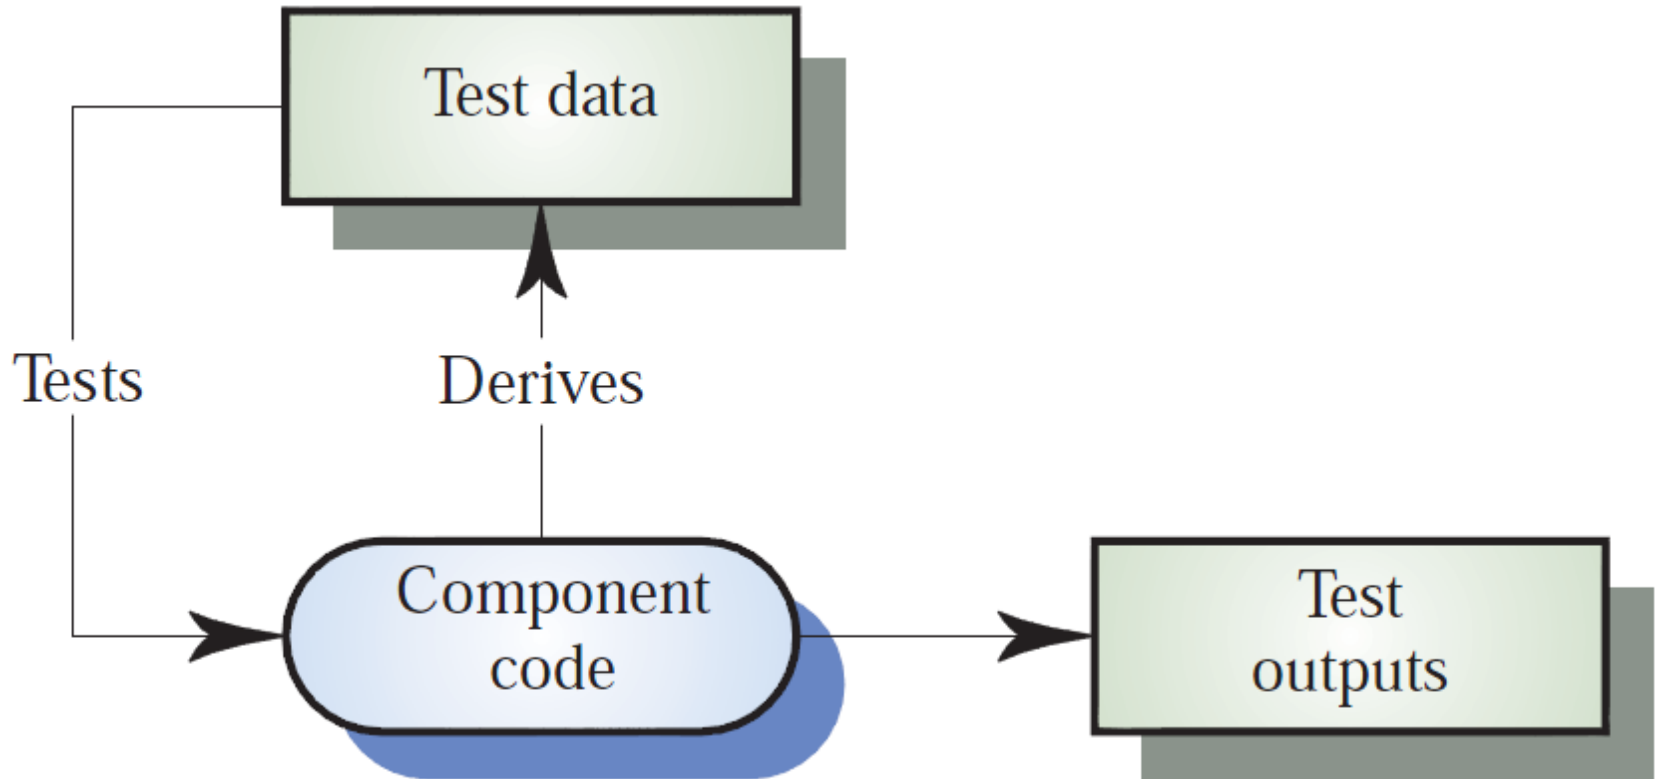 Test data
Tests
Derives
Component
code
Test
outputs